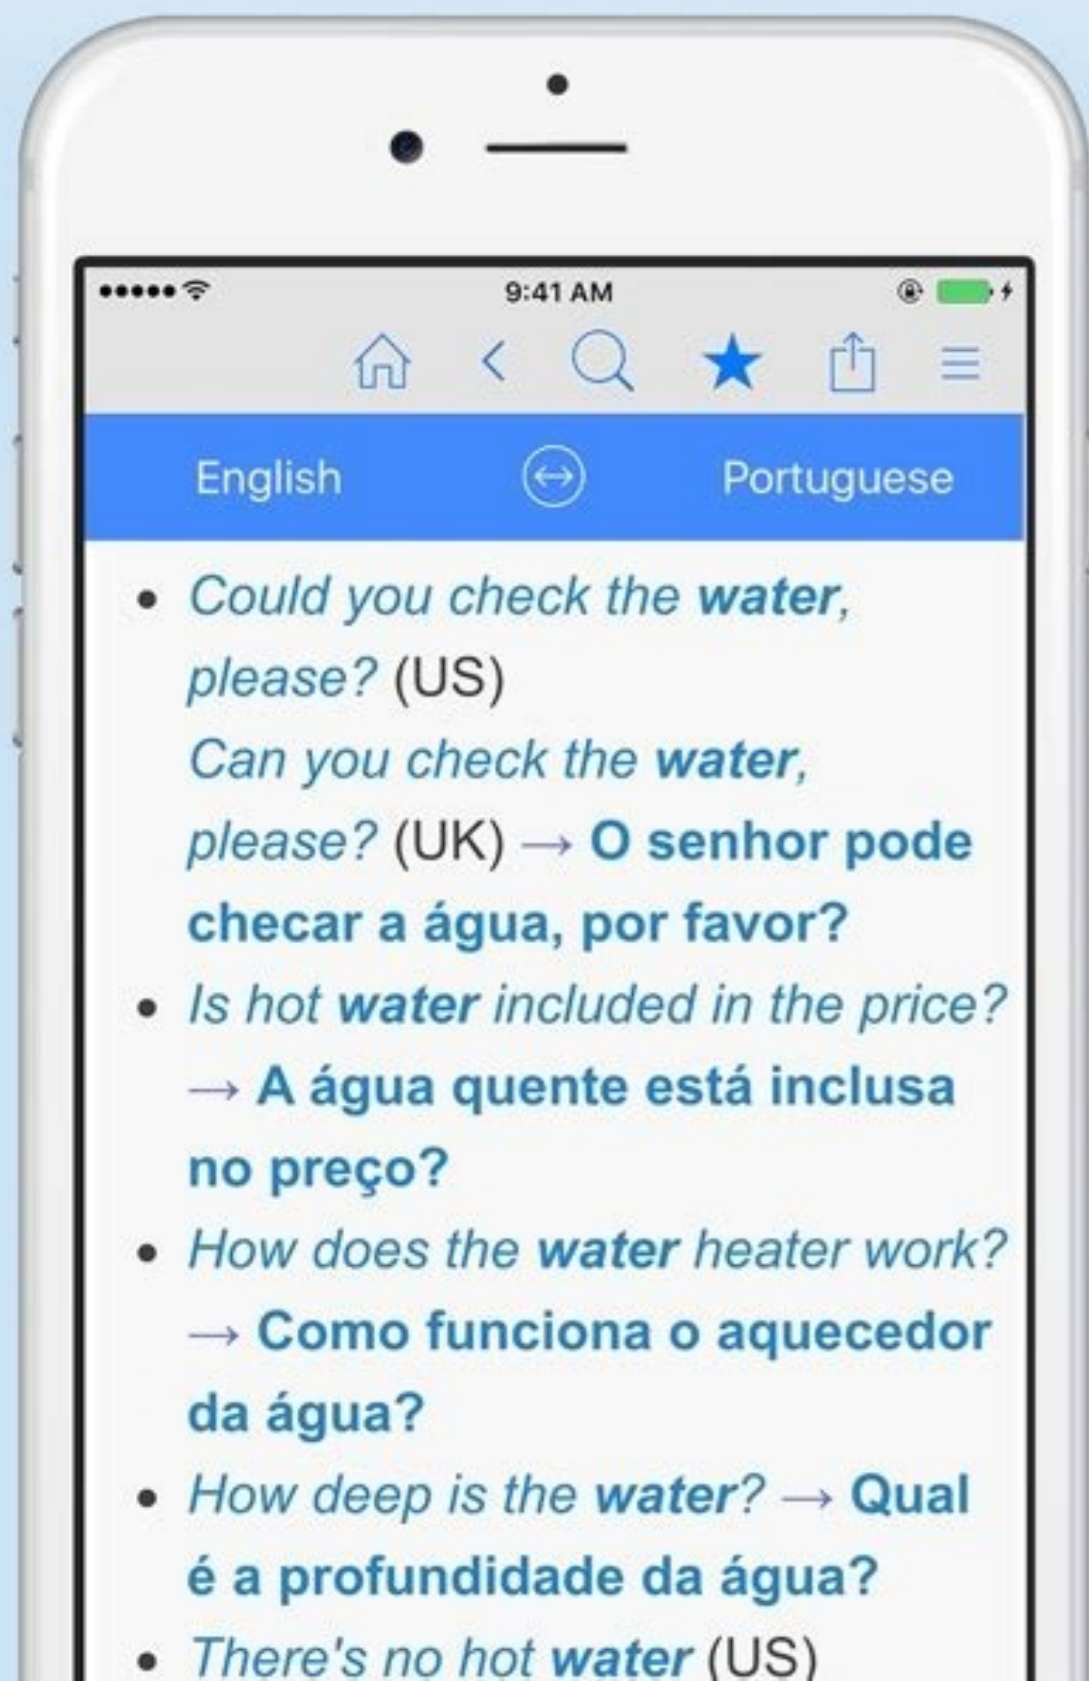 9:41 AM
English Portuguese
• Could you check the water,
please? (US)
Can you check the water,
please? (UK) → O senhor pode
checar a água, por favor?
• Is hot water included in the price?
→ A água quente está inclusa
no preço?
• How does the water heater work?
→ Como funciona o aquecedor
da água?
• How deep is the water? → Qual
é a profundidade da água?
• There's no hot water (US)